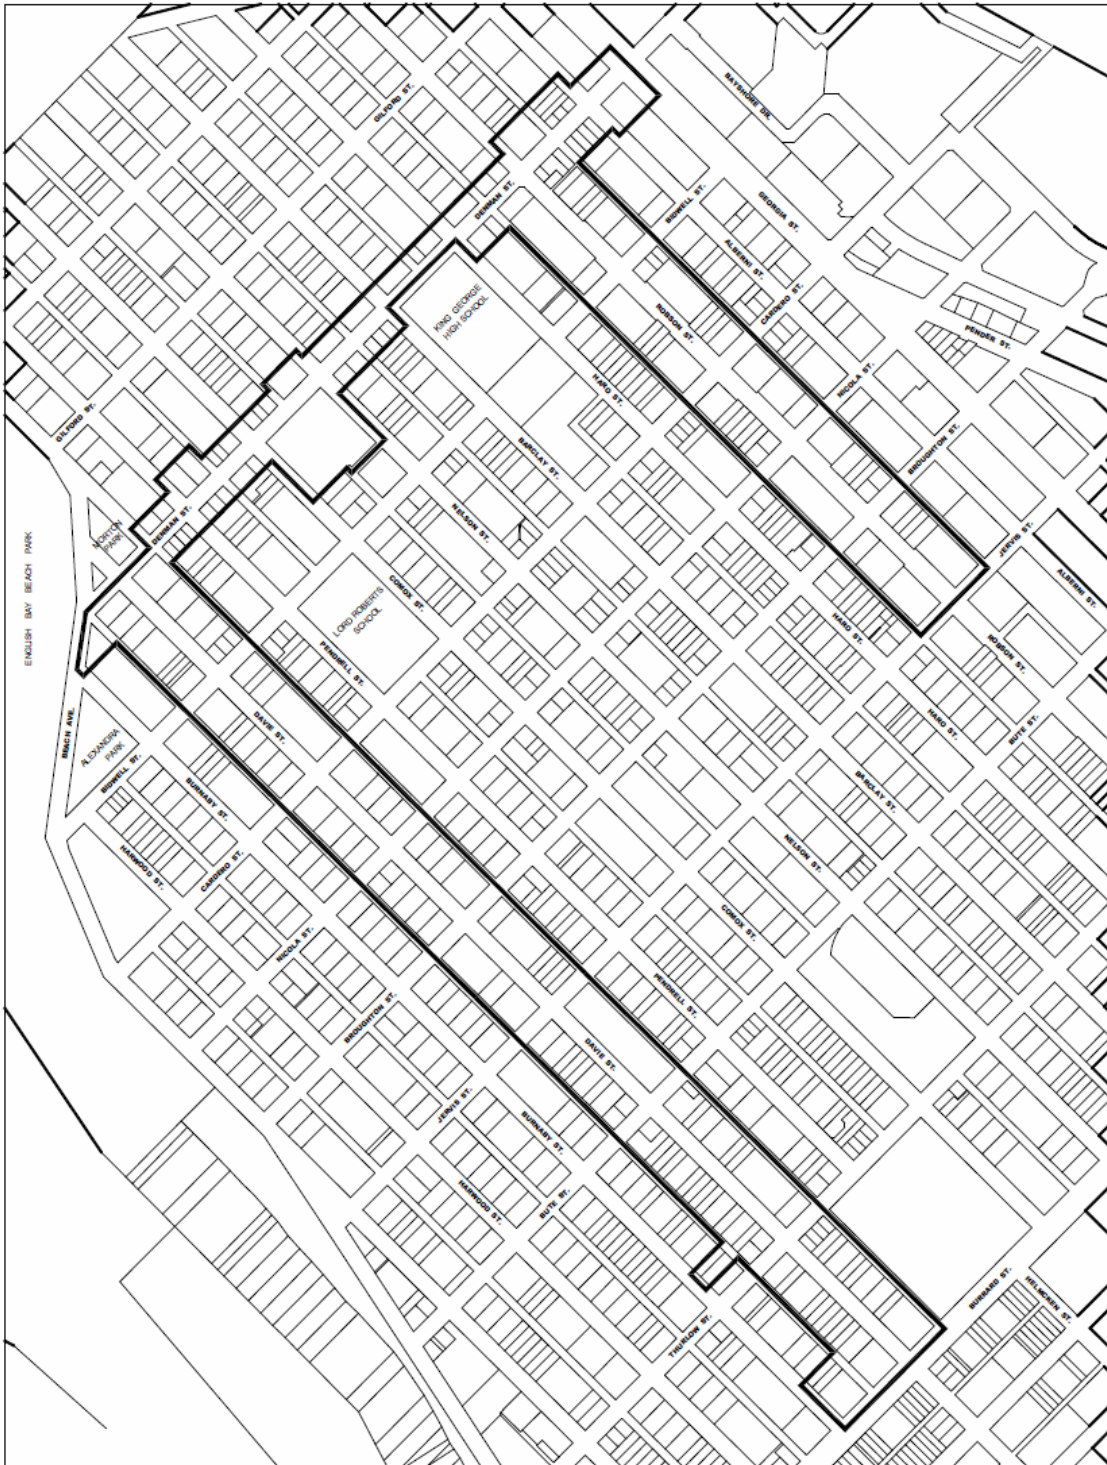 GILFORD ST.
BAYSHORE DR.
DENMAN ST.
BIDWELL ST.
GEORGIA ST.
ALBERNI ST.
CARDERO ST.
KING GEORGE
HIGH SCHOOL
ROBSON ST.
PENDER ST.
NICOLA ST.
HARO ST.
GILFORD ST.
BARCLAY ST.
BROUGHTON ST.
NELSON ST.
DENMAN ST.
MORTON
PARK
JERVIS ST.
ENGLISH BAY BEACH PARK
COMOX ST.
ALBERNI ST.
LORD ROBERTS
SCHOOL
HARO ST.
ROBSON ST.
PENDRELL ST.
BEACH AVE.
DAVIE ST.
HARO ST.
BUTE ST.
ALEXANDRA
PARK
BIDWELL ST.
BURNABY ST.
BARCLAY ST.
HARWOOD ST.
CARDERO ST.
NELSON ST.
NICOLA ST.
COMOX ST.
PENDRELL ST.
BROUGHTON ST.
DAVIE ST.
JERVIS ST.
BURNABY ST.
HARWOOD ST.
BUTE ST.
BURRARD ST.
HELMCKEN ST.
THURLOW ST.